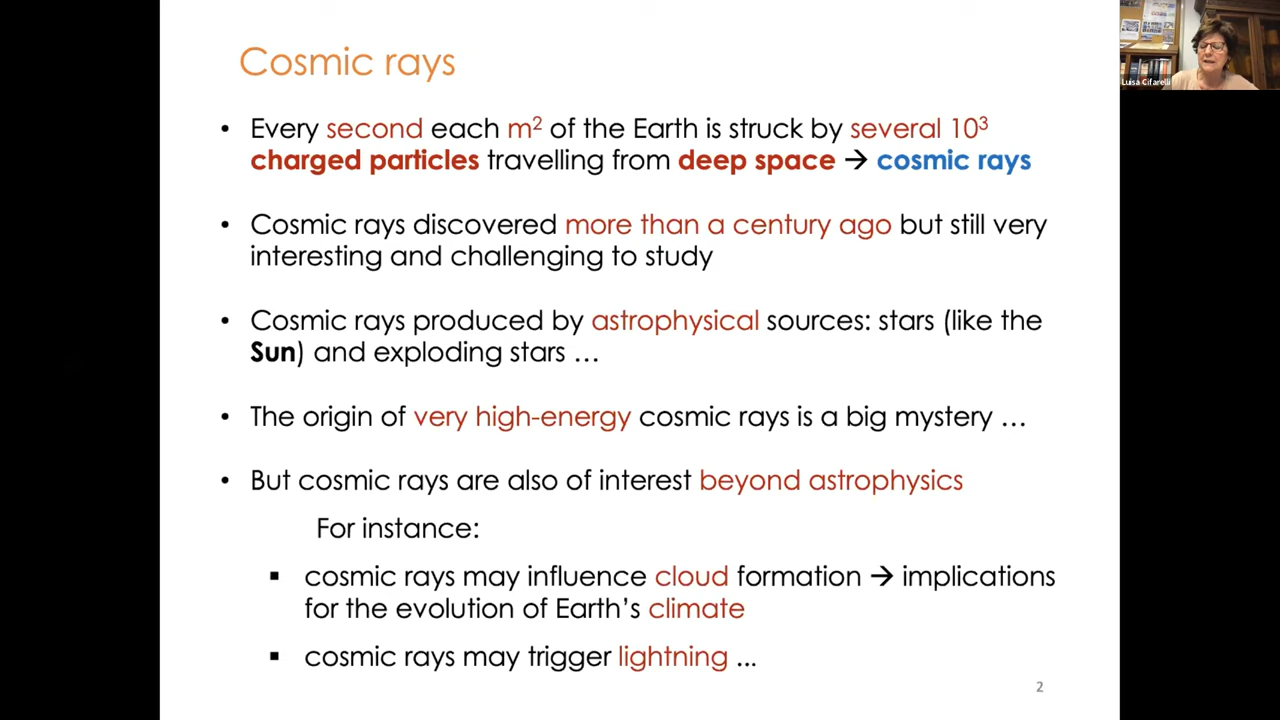 Cosmic rays
• Every second each m² of the Earth is struck by several 10³
charged particles travelling from deep space → cosmic rays
• Cosmic rays discovered more than a century ago but still very
interesting and challenging to study
• Cosmic rays produced by astrophysical sources: stars (like the
Sun) and exploding stars …
• The origin of very high-energy cosmic rays is a big mystery …
• But cosmic rays are also of interest beyond astrophysics
For instance:
▪ cosmic rays may influence cloud formation → implications
for the evolution of Earth’s climate
▪ cosmic rays may trigger lightning ...
2
Luisa Cifarelli